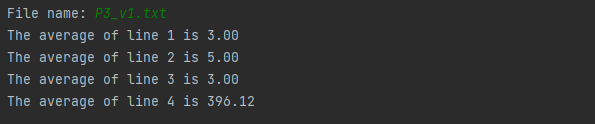 File name: P3_v1.txt
The average of line 1 is 3.00
The average of line 2 is 5.00
The average of line 3 is 3.00
The average of line 4 is 396.12